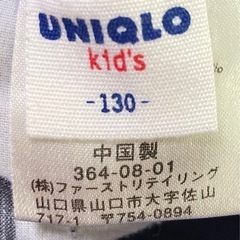 UNIQLO
kid's
-130-
中国製
364-08-01
(株)ファーストリテイリング
山口県山口市大字佐山
717-1 〒754-0894